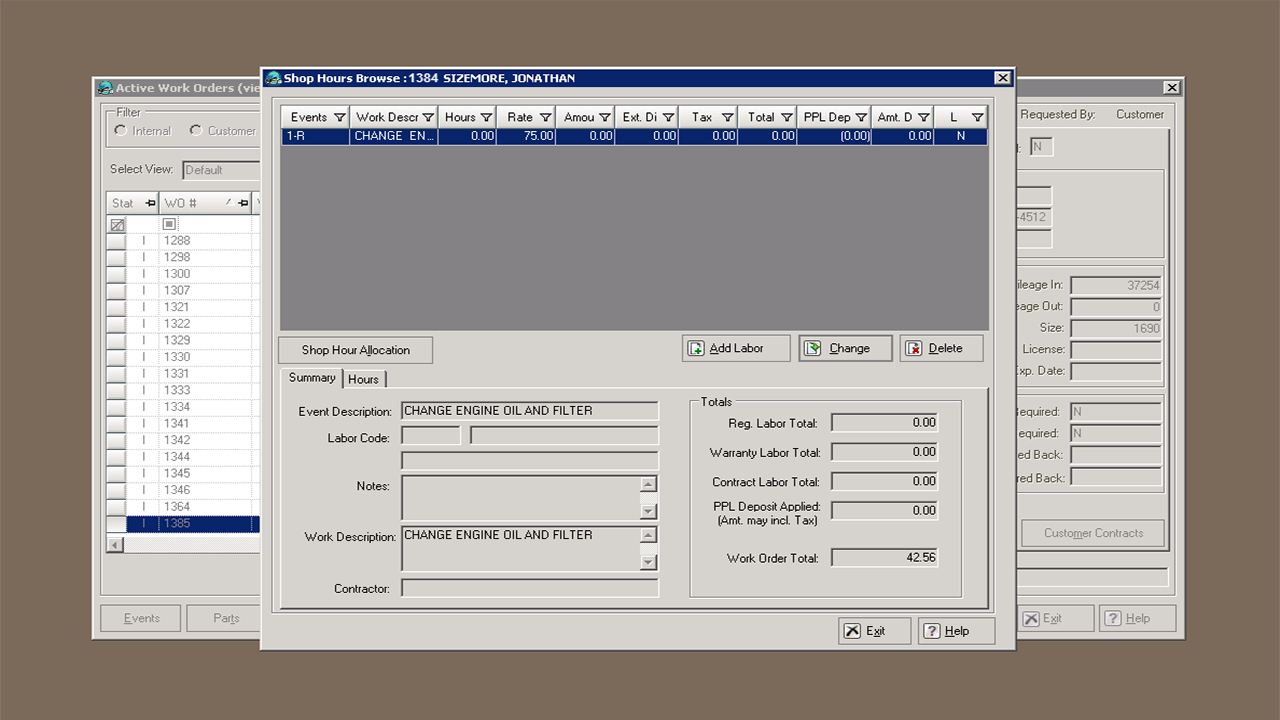 Active Work Orders (vie
Filter
Internal Customer
Select View: Default
Stat WO #
I 1288
I 1298
I 1300
I 1307
I 1321
I 1322
I 1329
I 1330
I 1331
I 1333
I 1334
I 1341
I 1342
I 1344
I 1345
I 1346
I 1364
I 1385
Events Parts
Shop Hours Browse :1384 SIZEMORE, JONATHAN
Events Work Descr Hours Rate Amou Ext. Di Tax Total PPL Dep Amt. D L
1-R CHANGE EN... 0.00 75.00 0.00 0.00 0.00 0.00 (0.00) 0.00 N
Shop Hour Allocation Add Labor Change Delete
Summary Hours
Event Description: CHANGE ENGINE OIL AND FILTER
Labor Code:
Notes:
Work Description: CHANGE ENGINE OIL AND FILTER
Contractor:
Totals
Reg. Labor Total: 0.00
Warranty Labor Total: 0.00
Contract Labor Total: 0.00
PPL Deposit Applied: 0.00
(Amt. may incl. Tax)
Work Order Total: 42.56
Exit Help
Requested By: Customer
: N
-4512
ileage In: 37254
eage Out: 0
Size: 1690
License:
xp. Date:
Required: N
equired: N
ed Back:
red Back:
Customer Contracts
Exit Help